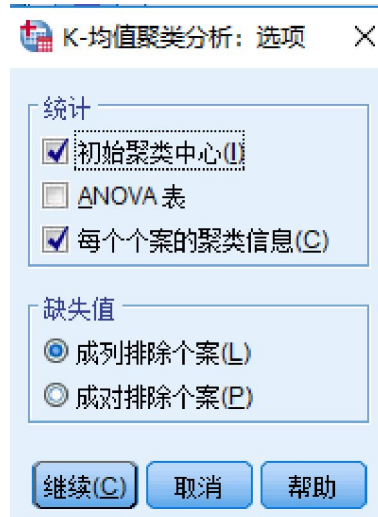 K-均值聚类分析：选项
统计
初始聚类中心(I)
ANOVA 表
每个个案的聚类信息(C)
缺失值
成列排除个案(L)
成对排除个案(P)
继续(C) 取消 帮助